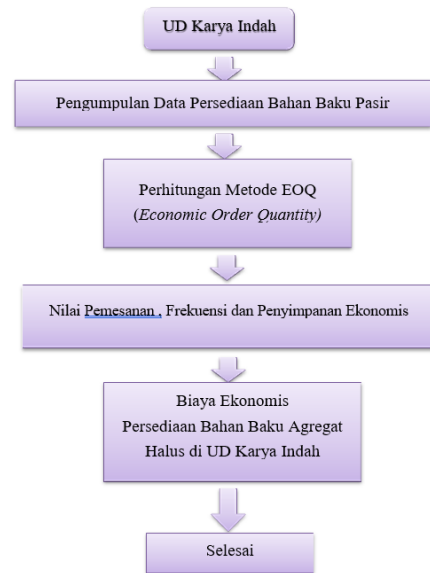 UD Karya Indah
Pengumpulan Data Persediaan Bahan Baku Pasir
Perhitungan Metode EOQ
(Economic Order Quantity)
Nilai Pemesanan , Frekuensi dan Penyimpanan Ekonomis
Biaya Ekonomis
Persediaan Bahan Baku Agregat
Halus di UD Karya Indah
Selesai